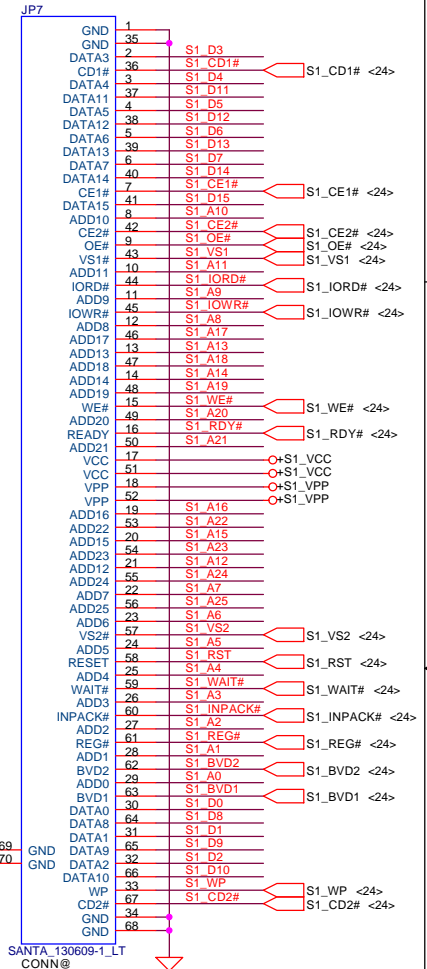 JP7
GND 1
GND 35
DATA3 2 S1_D3
CD1# 36 S1_CD1# S1_CD1# <24>
DATA4 3 S1_D4
DATA11 37 S1_D11
DATA5 4 S1_D5
DATA12 38 S1_D12
DATA6 5 S1_D6
DATA13 39 S1_D13
DATA7 6 S1_D7
DATA14 40 S1_D14
CE1# 7 S1_CE1# S1_CE1# <24>
DATA15 41 S1_D15
ADD10 8 S1_A10
CE2# 42 S1_CE2# S1_CE2# <24>
OE# 9 S1_OE# S1_OE# <24>
VS1# 43 S1_VS1 S1_VS1 <24>
ADD11 10 S1_A11
IORD# 44 S1_IORD# S1_IORD# <24>
ADD9 11 S1_A9
IOWR# 45 S1_IOWR# S1_IOWR# <24>
ADD8 12 S1_A8
ADD17 46 S1_A17
ADD13 13 S1_A13
ADD18 47 S1_A18
ADD14 14 S1_A14
ADD19 48 S1_A19
WE# 15 S1_WE# S1_WE# <24>
ADD20 49 S1_A20
READY 16 S1_RDY# S1_RDY# <24>
ADD21 50 S1_A21
VCC 17 +S1_VCC
VCC 51 +S1_VCC
VPP 18 +S1_VPP
VPP 52 +S1_VPP
ADD16 19 S1_A16
ADD22 53 S1_A22
ADD15 20 S1_A15
ADD23 54 S1_A23
ADD12 21 S1_A12
ADD24 55 S1_A24
ADD7 22 S1_A7
ADD25 56 S1_A25
ADD6 23 S1_A6
VS2# 57 S1_VS2 S1_VS2 <24>
ADD5 24 S1_A5
RESET 58 S1_RST S1_RST <24>
ADD4 25 S1_A4
WAIT# 59 S1_WAIT# S1_WAIT# <24>
ADD3 26 S1_A3
INPACK# 60 S1_INPACK# S1_INPACK# <24>
ADD2 27 S1_A2
REG# 61 S1_REG# S1_REG# <24>
ADD1 28 S1_A1
BVD2 62 S1_BVD2 S1_BVD2 <24>
ADD0 29 S1_A0
BVD1 63 S1_BVD1 S1_BVD1 <24>
DATA0 30 S1_D0
DATA8 64 S1_D8
DATA1 31 S1_D1
69 GND DATA9 65 S1_D9
70 GND DATA2 32 S1_D2
DATA10 66 S1_D10
WP 33 S1_WP S1_WP <24>
CD2# 67 S1_CD2# S1_CD2# <24>
GND 34
GND 68
SANTA_130609-1_LT
CONN@